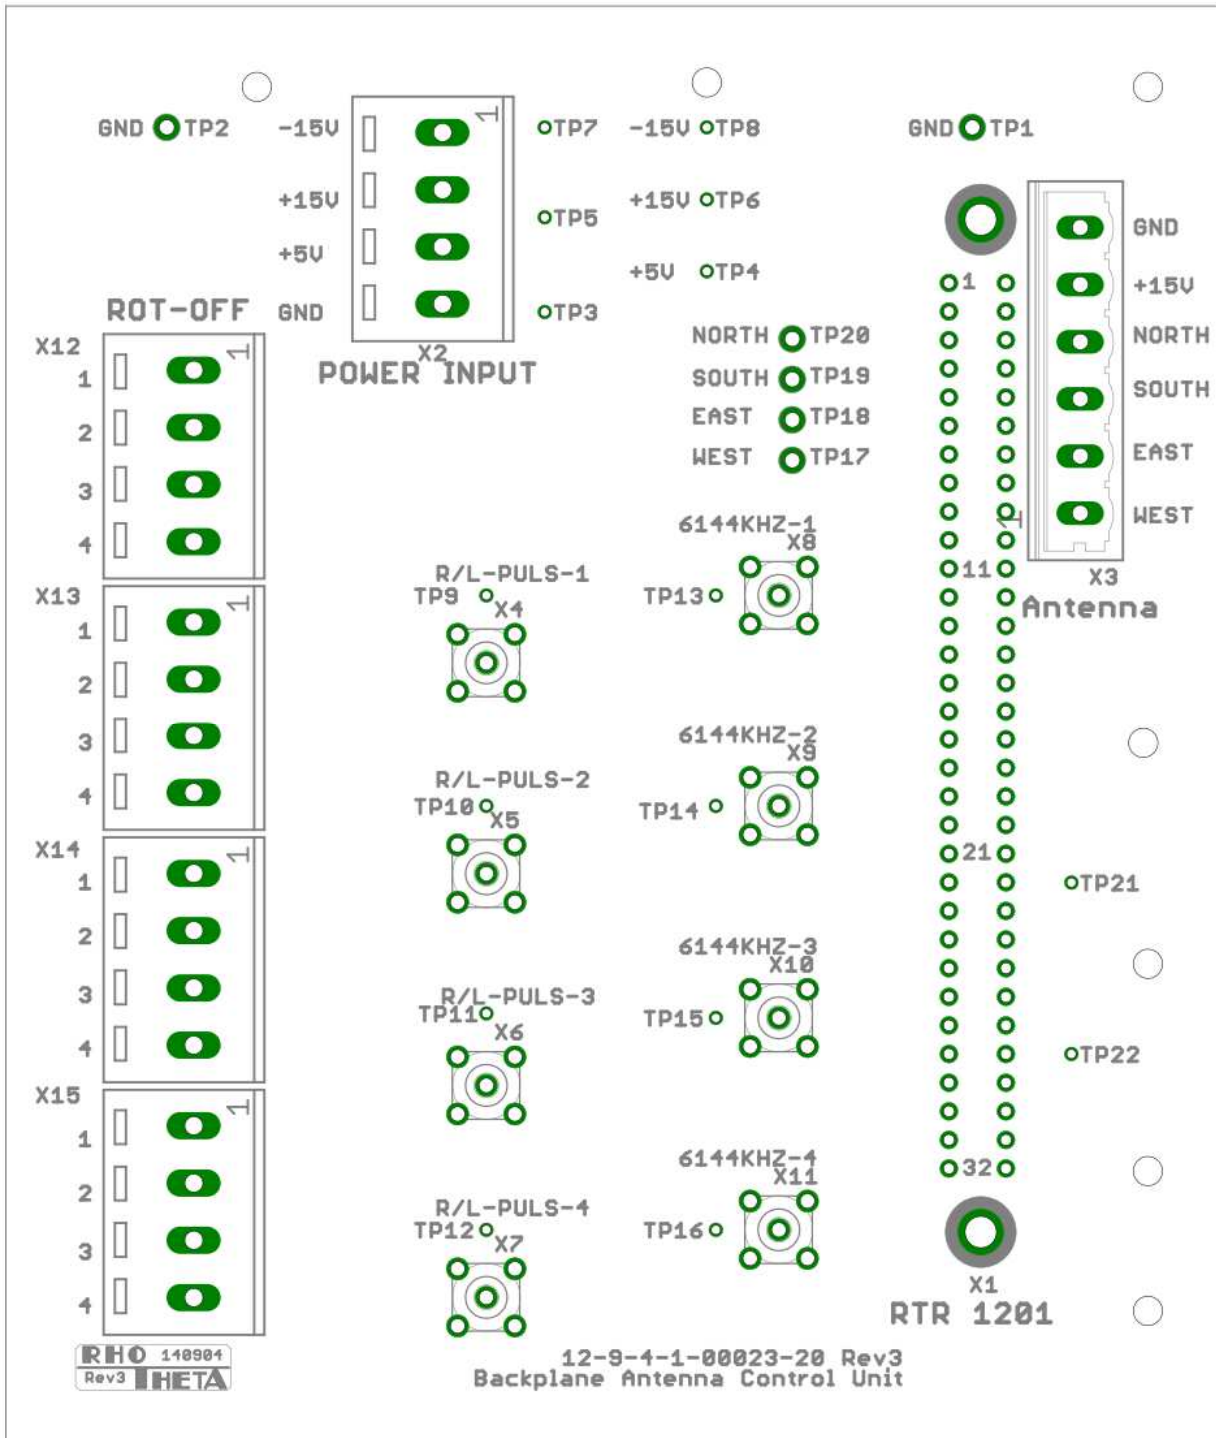 GND TP2
-15V
1
TP7
-15V TP8
GND TP1
+15V
TP5
+15V TP6
+5V
+5V TP4
GND
TP3
X2
POWER INPUT
GND
+15V
NORTH
SOUTH
EAST
WEST
X3
Antenna
NORTH TP20
SOUTH TP19
EAST TP18
WEST TP17
ROT-OFF
X12
1
1
2
3
4
X13
1
1
2
3
4
X14
1
1
2
3
4
X15
1
1
2
3
4
R/L-PULS-1
TP9
X4
R/L-PULS-2
TP10
X5
R/L-PULS-3
TP11
X6
R/L-PULS-4
TP12
X7
6144KHZ-1
X8
TP13
6144KHZ-2
X9
TP14
6144KHZ-3
X10
TP15
6144KHZ-4
X11
TP16
1
1
11
21
32
TP21
TP22
X1
RTR 1201
RHO 140904
Rev3 THETA
12-9-4-1-00023-20 Rev3
Backplane Antenna Control Unit